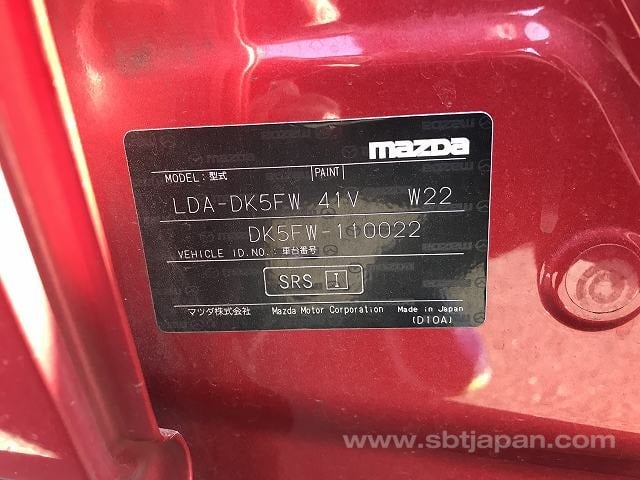 mazda
MODEL: 型式 PAINT
LDA-DK5FW 41V W22
DK5FW-110022
VEHICLE ID.NO.: 車台番号
SRS I
マツダ株式会社 Mazda Motor Corporation Made in Japan
(D10A)
www.sbtjapan.com